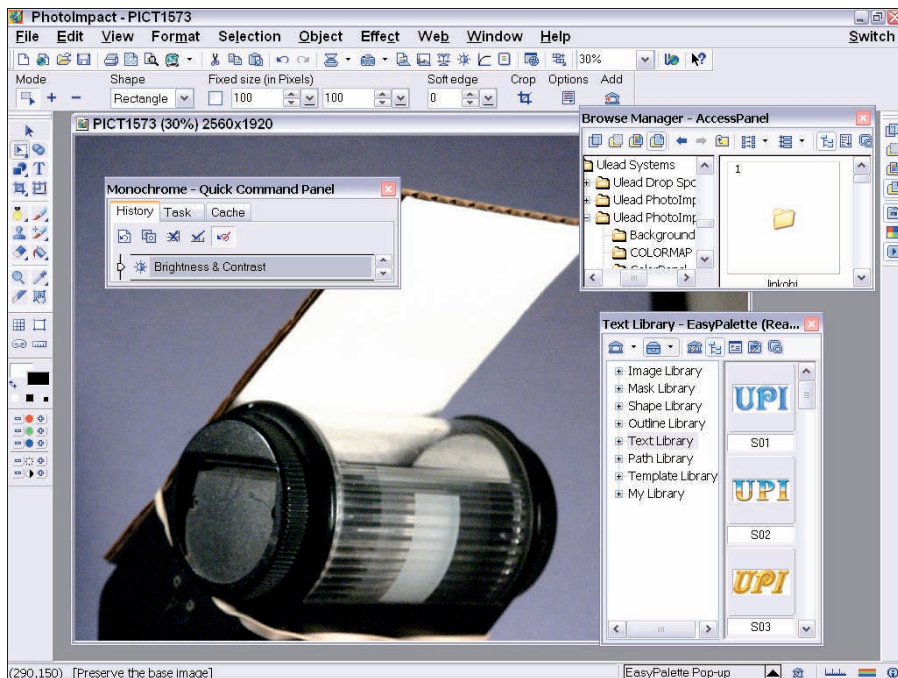 PhotoImpact - PICT1573
File Edit View Format Selection Object Effect Web Window Help Switch
30%
Mode Shape Fixed size (in Pixels) Soft edge Crop Options Add
Rectangle 100 100 0
PICT1573 (30%) 2560x1920
Browse Manager - AccessPanel
Ulead Systems
Ulead Drop Spc
Ulead PhotoImp
Ulead PhotoImp
Background
COLORMAP
1
linkobj
Monochrome - Quick Command Panel
History Task Cache
Brightness & Contrast
Text Library - EasyPalette (Rea...
Image Library
Mask Library
Shape Library
Outline Library
Text Library
Path Library
Template Library
My Library
UPI
S01
UPI
S02
UPI
S03
(290,150) [Preserve the base image] EasyPalette Pop-up